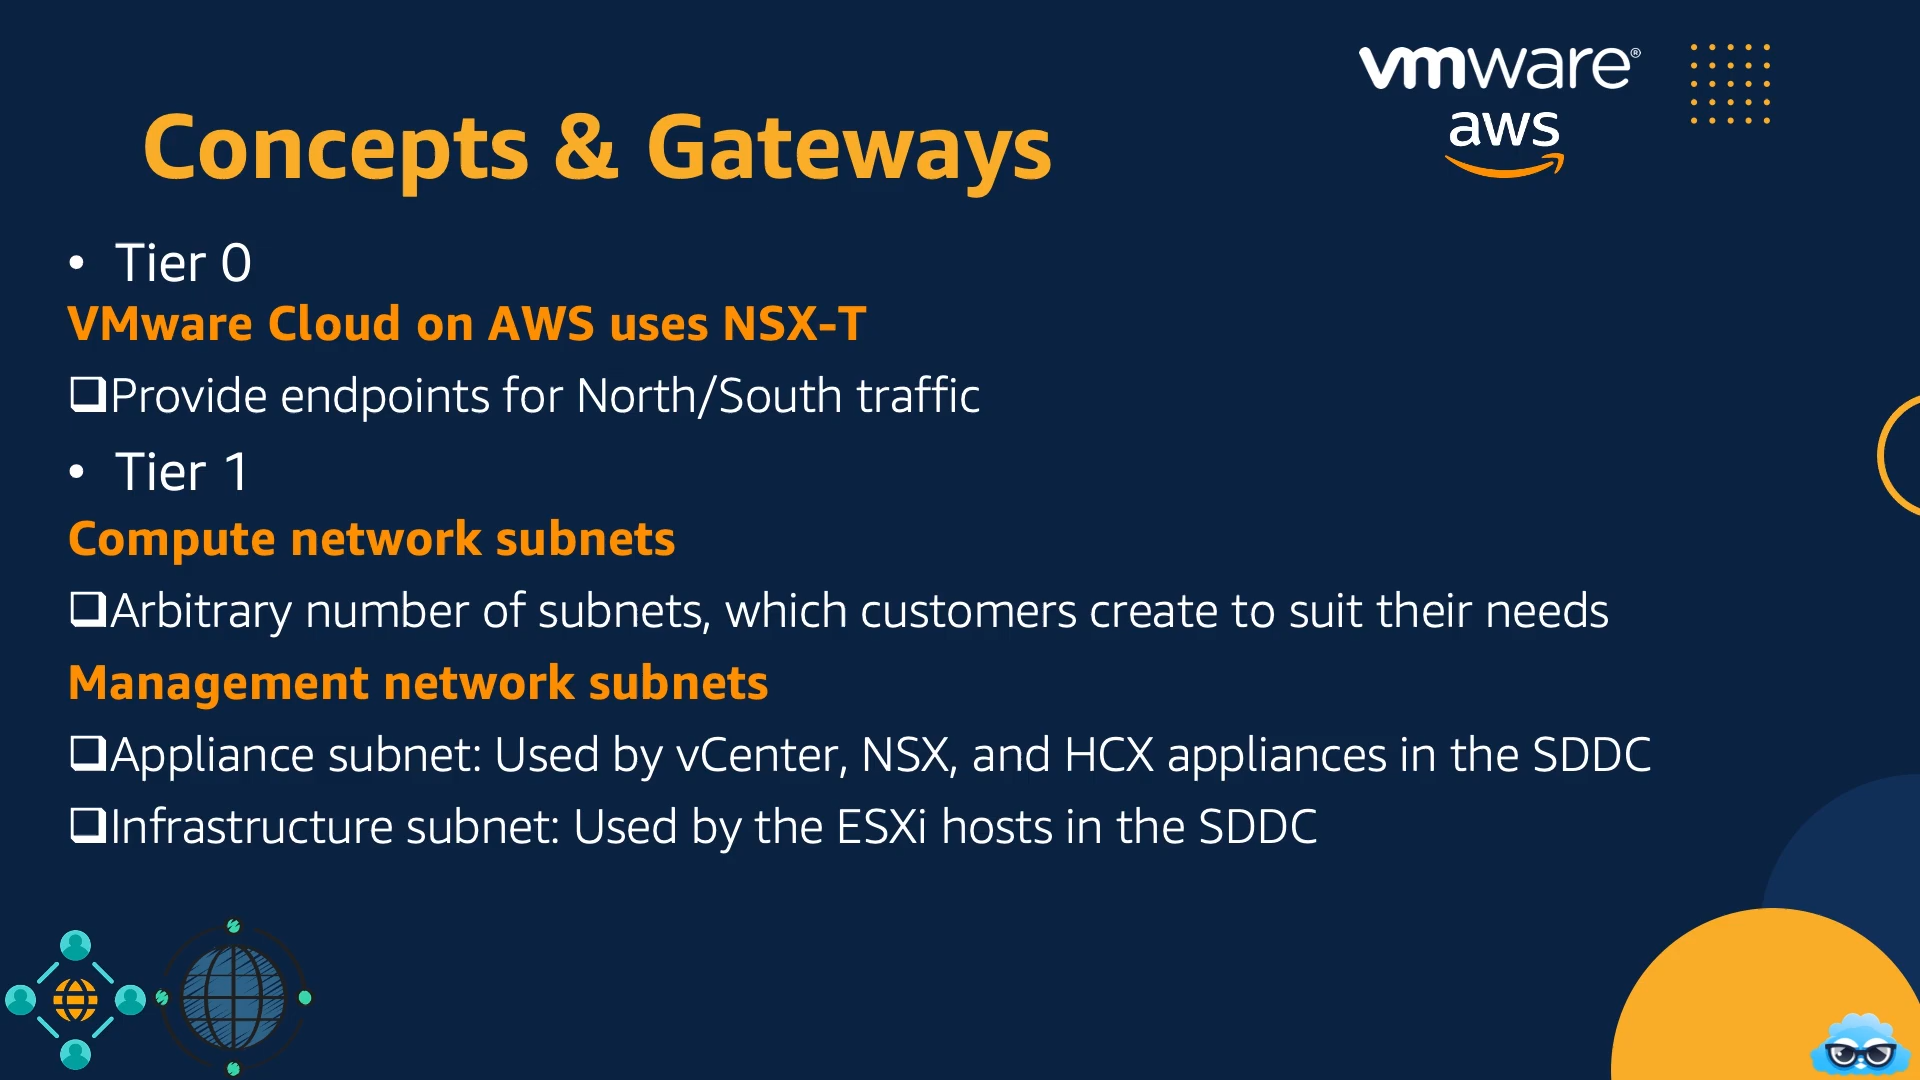 vmware®
aws
Concepts & Gateways
• Tier 0
VMware Cloud on AWS uses NSX-T
❑Provide endpoints for North/South traffic
• Tier 1
Compute network subnets
❑Arbitrary number of subnets, which customers create to suit their needs
Management network subnets
❑Appliance subnet: Used by vCenter, NSX, and HCX appliances in the SDDC
❑Infrastructure subnet: Used by the ESXi hosts in the SDDC